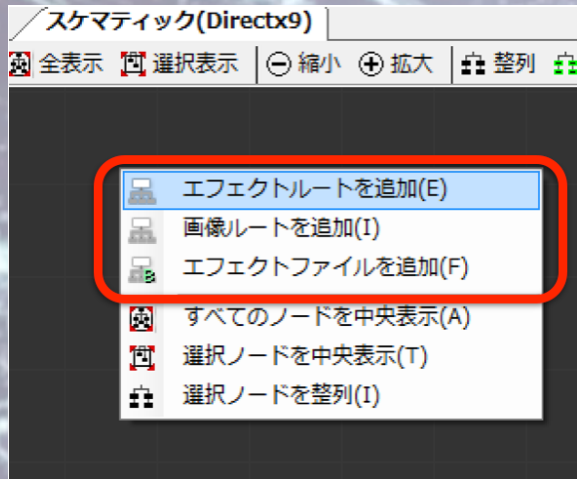 スケマティック(Directx9)
全表示 選択表示 縮小 拡大 整列
エフェクトルートを追加(E)
画像ルートを追加(I)
エフェクトファイルを追加(F)
すべてのノードを中央表示(A)
選択ノードを中央表示(T)
選択ノードを整列(I)